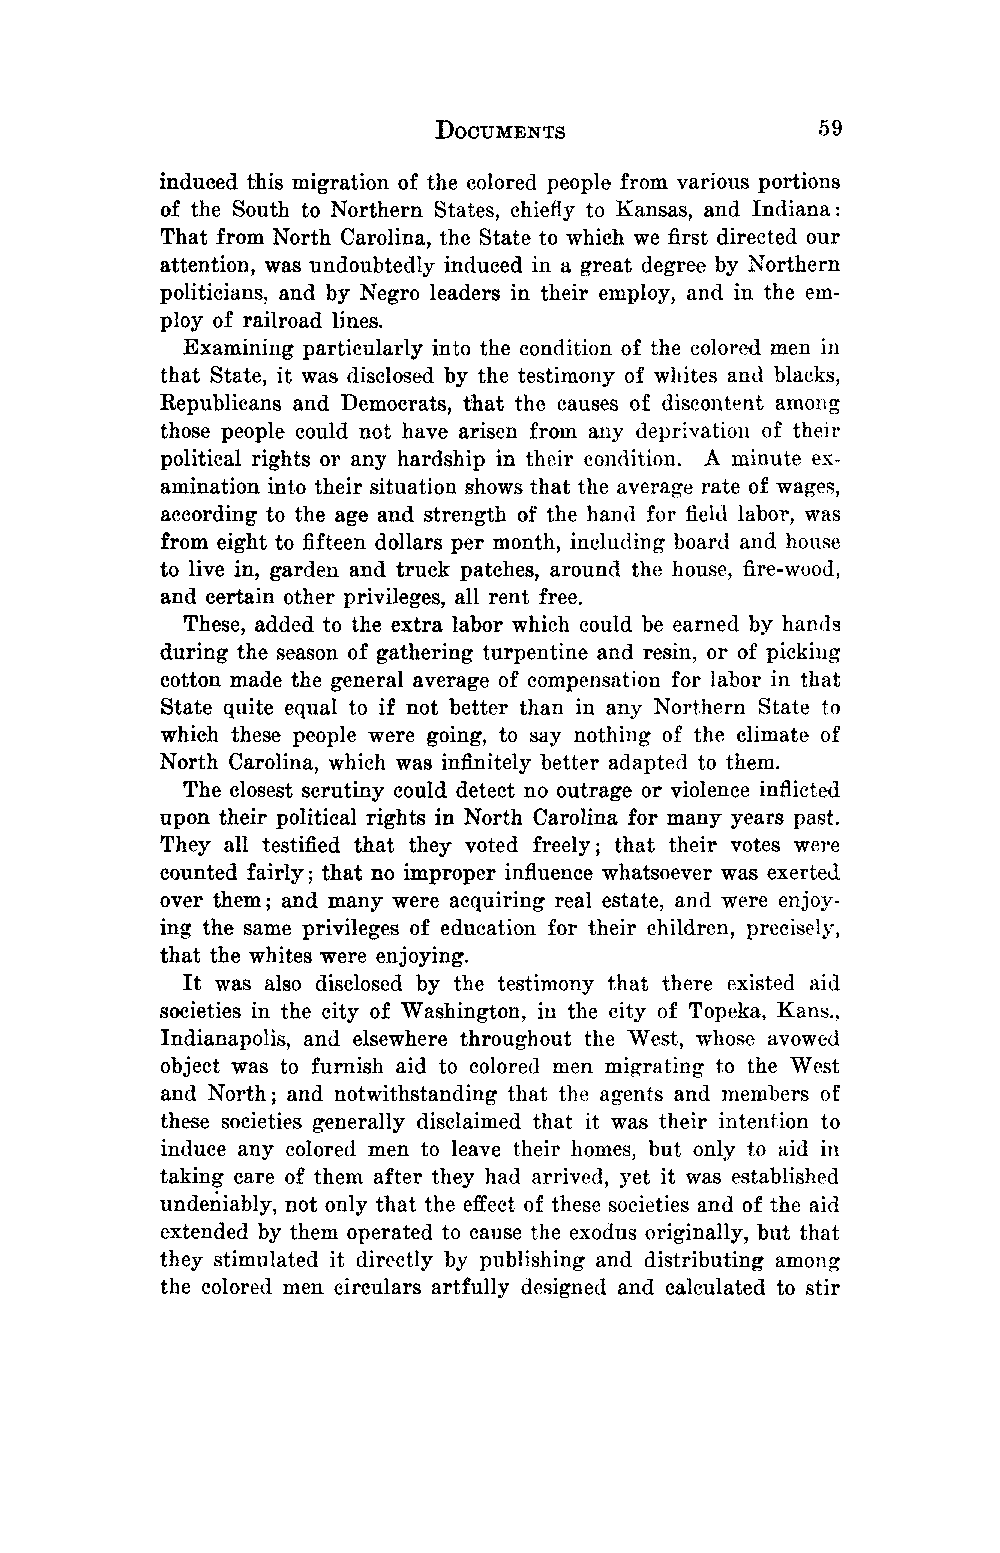 DOCUMENTS 59
induced this migration of the colored people from various portions
of the South to Northern States, chiefly to Kansas, and Indiana:
That from North Carolina, the State to which we first directed our
attention, was undoubtedly induced in a great degree by Northern
politicians, and by Negro leaders in their employ, and in the em-
ploy of railroad lines.
Examining particularly into the condition of the colored men in
that State, it was disclosed by the testimony of whites and blacks,
Republicans and Democrats, that the causes of discontent among
those people could not have arisen from any deprivation of their
political rights or any hardship in their condition. A minute ex-
amination into their situation shows that the average rate of wages,
according to the age and strength of the hand for field labor, was
from eight to fifteen dollars per month, including board and house
to live in, garden and truck patches, around the house, fire-wood,
and certain other privileges, all rent free.
These, added to the extra labor which could be earned by hands
during the season of gathering turpentine and resin, or of picking
cotton made the general average of compensation for labor in that
State quite equal to if not better than in any Northern State to
which these people were going, to say nothing of the climate of
North Carolina, which was infinitely better adapted to them.
The closest scrutiny could detect no outrage or violence inflicted
upon their political rights in North Carolina for many years past.
They all testified that they voted freely; that their votes were
counted fairly; that no improper influence whatsoever was exerted
over them; and many were acquiring real estate, and were enjoy-
ing the same privileges of education for their children, precisely,
that the whites were enjoying.
It was also disclosed by the testimony that there existed aid
societies in the city of Washington, in the city of Topeka, Kans.,
Indianapolis, and elsewhere throughout the West, whose avowed
object was to furnish aid to colored men migrating to the West
and North; and notwithstanding that the agents and members of
these societies generally disclaimed that it was their intention to
induce any colored men to leave their homes, but only to aid in
taking care of them after they had arrived, yet it was established
undeniably, not only that the effect of these societies and of the aid
extended by them operated to cause the exodus originally, but that
they stimulated it directly by publishing and distributing among
the colored men circulars artfully designed and calculated to stir